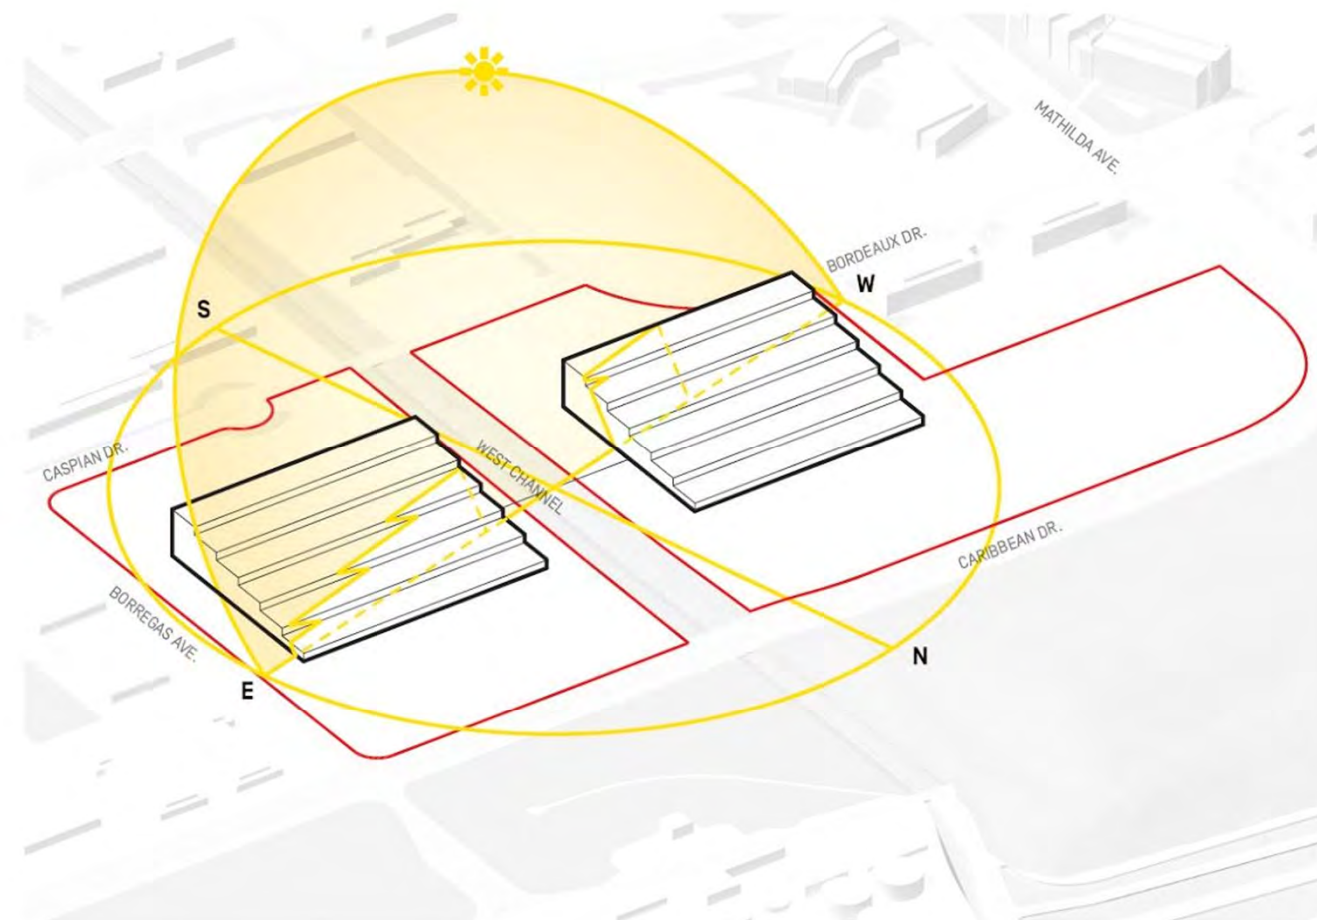 MATHILDA AVE.
BORDEAUX DR.
W
S
CASPIAN DR.
WEST CHANNEL
CARIBBEAN DR.
BORREGAS AVE.
N
E